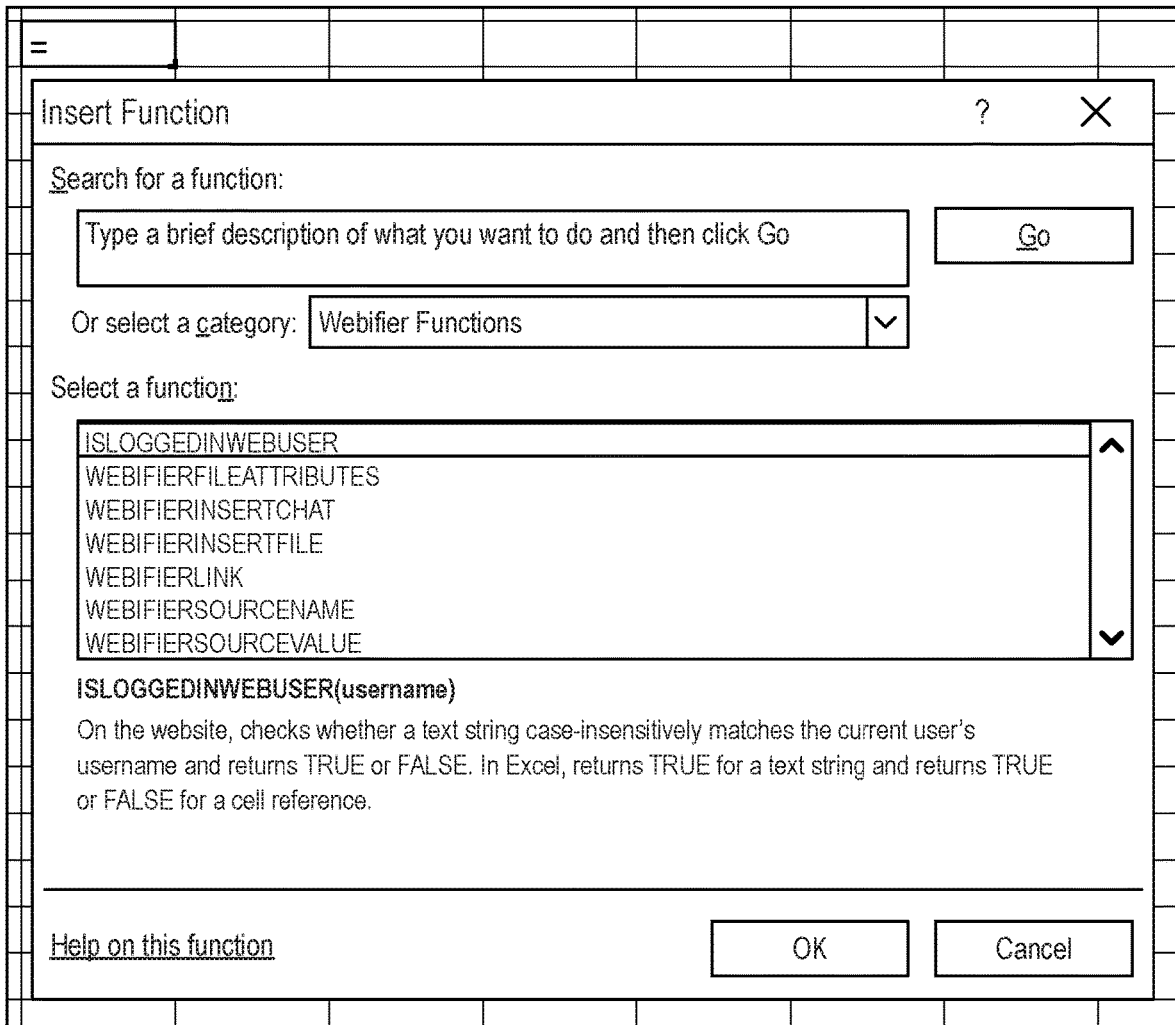 =
Insert Function ?
Search for a function:
Type a brief description of what you want to do and then click Go
Go
Or select a category: Webifier Functions
Select a function:
ISLOGGEDINWEBUSER
WEBIFIERFILEATTRIBUTES
WEBIFIERINSERTCHAT
WEBIFIERINSERTFILE
WEBIFIERLINK
WEBIFIERSOURCENAME
WEBIFIERSOURCEVALUE
ISLOGGEDINWEBUSER(username)
On the website, checks whether a text string case-insensitively matches the current user's
username and returns TRUE or FALSE. In Excel, returns TRUE for a text string and returns TRUE
or FALSE for a cell reference.
Help on this function
OK
Cancel